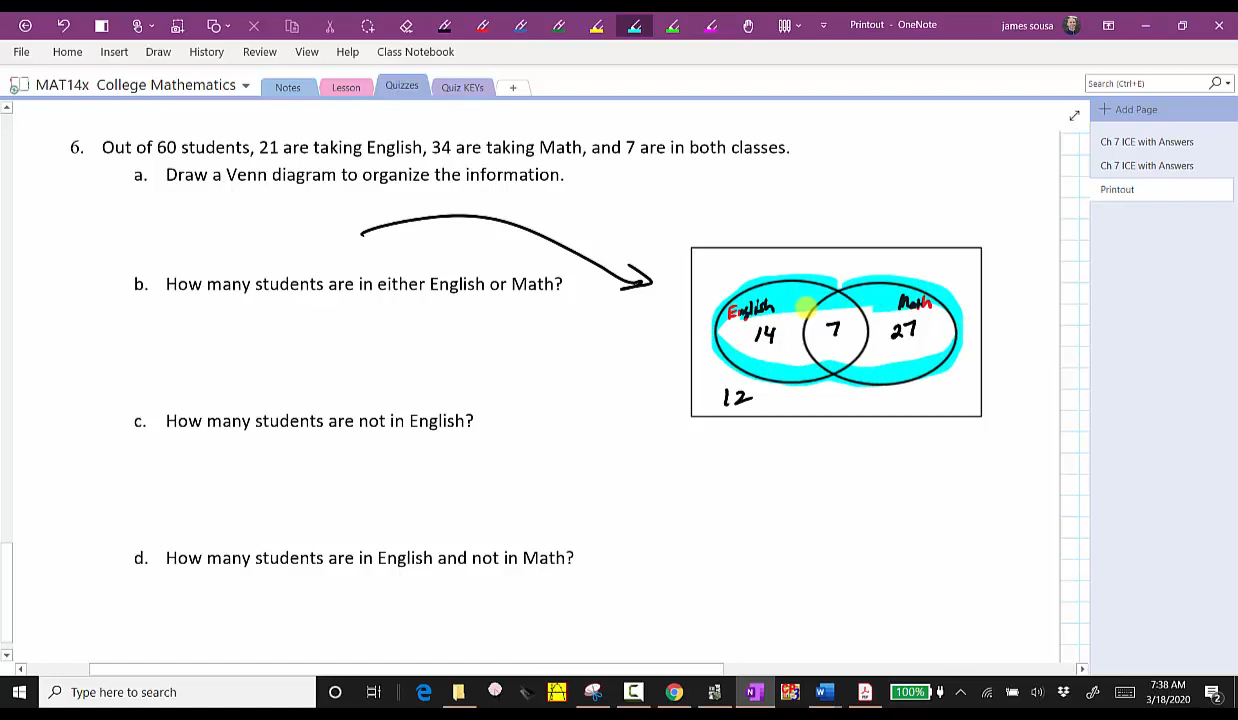 Printout - OneNote
james sousa
File Home Insert Draw History Review View Help Class Notebook
MAT14x College Mathematics Notes Lesson Quizzes Quiz KEYs +
Search (Ctrl+E)
Add Page
Ch 7 ICE with Answers
Ch 7 ICE with Answers
Printout
6. Out of 60 students, 21 are taking English, 34 are taking Math, and 7 are in both classes.
a. Draw a Venn diagram to organize the information.
b. How many students are in either English or Math?
English Math
14 7 27
12
c. How many students are not in English?
d. How many students are in English and not in Math?
Type here to search
100%
7:38 AM
3/18/2020
2